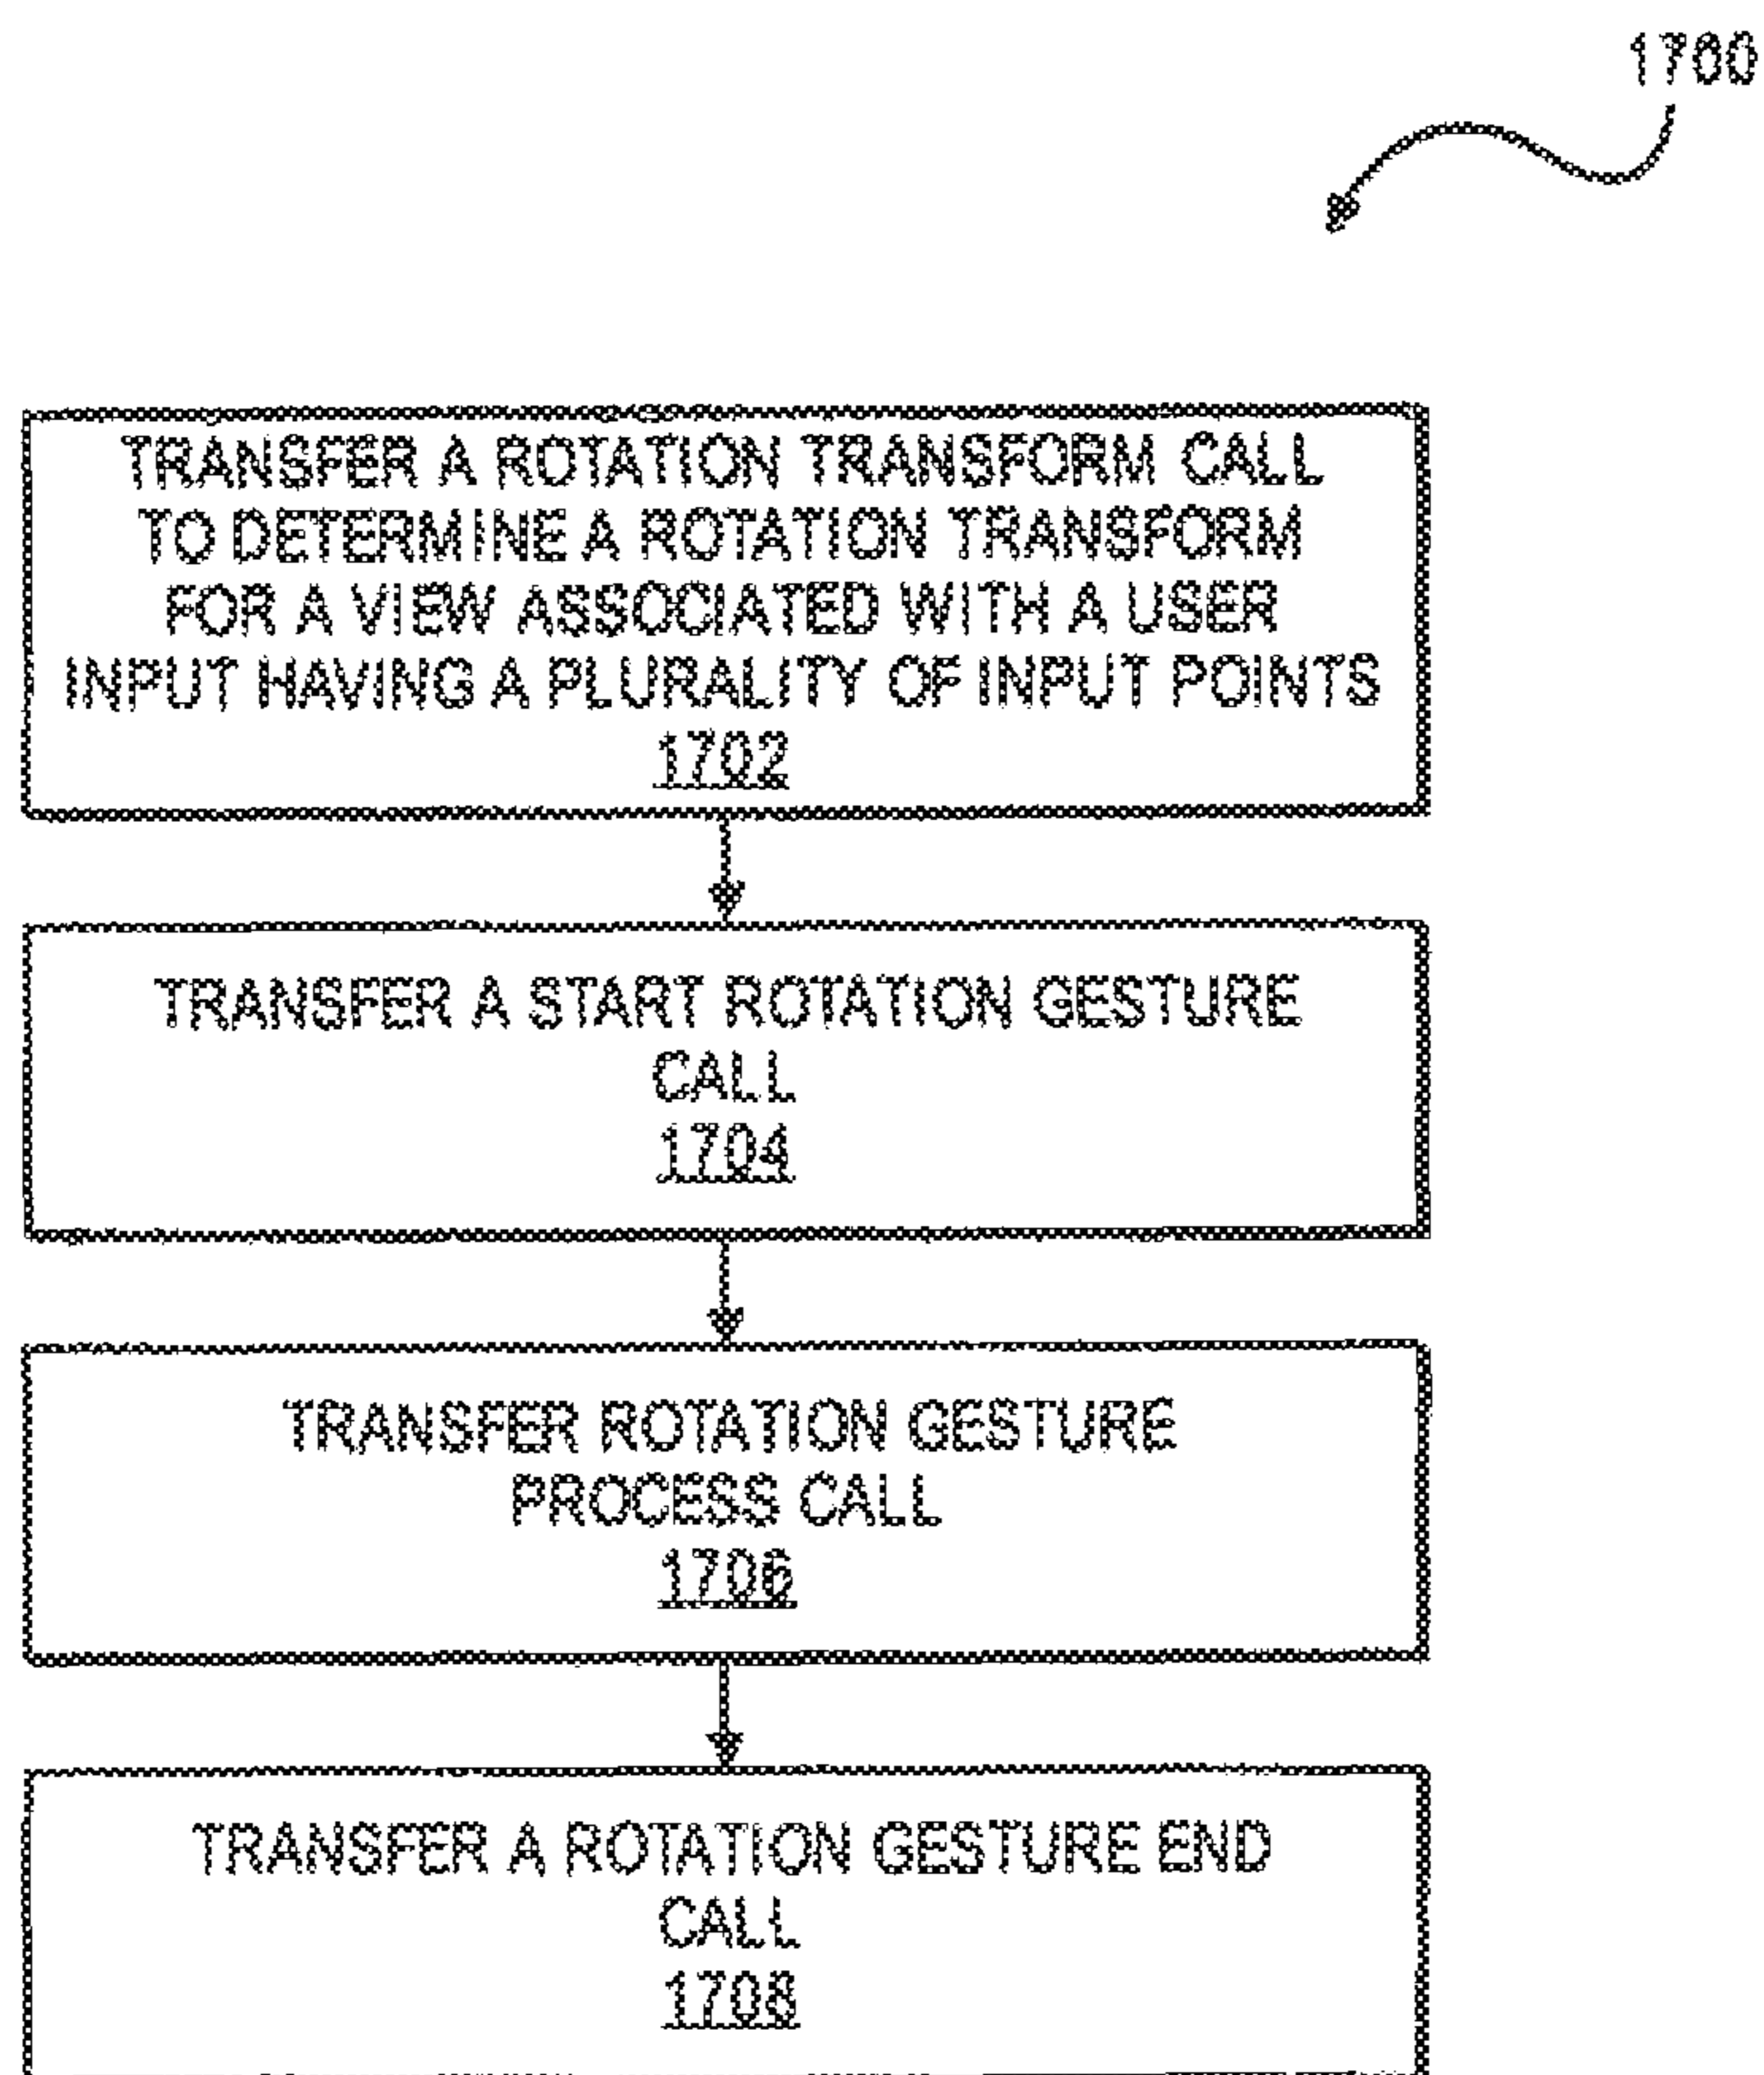 1700
TRANSFER A ROTATION TRANSFORM CALL
TO DETERMINE A ROTATION TRANSFORM
FOR A VIEW ASSOCIATED WITH A USER
INPUT HAVING A PLURALITY OF INPUT POINTS
1702
TRANSFER A START ROTATION GESTURE
CALL
1704
TRANSFER ROTATION GESTURE
PROCESS CALL
1706
TRANSFER A ROTATION GESTURE END
CALL
1708